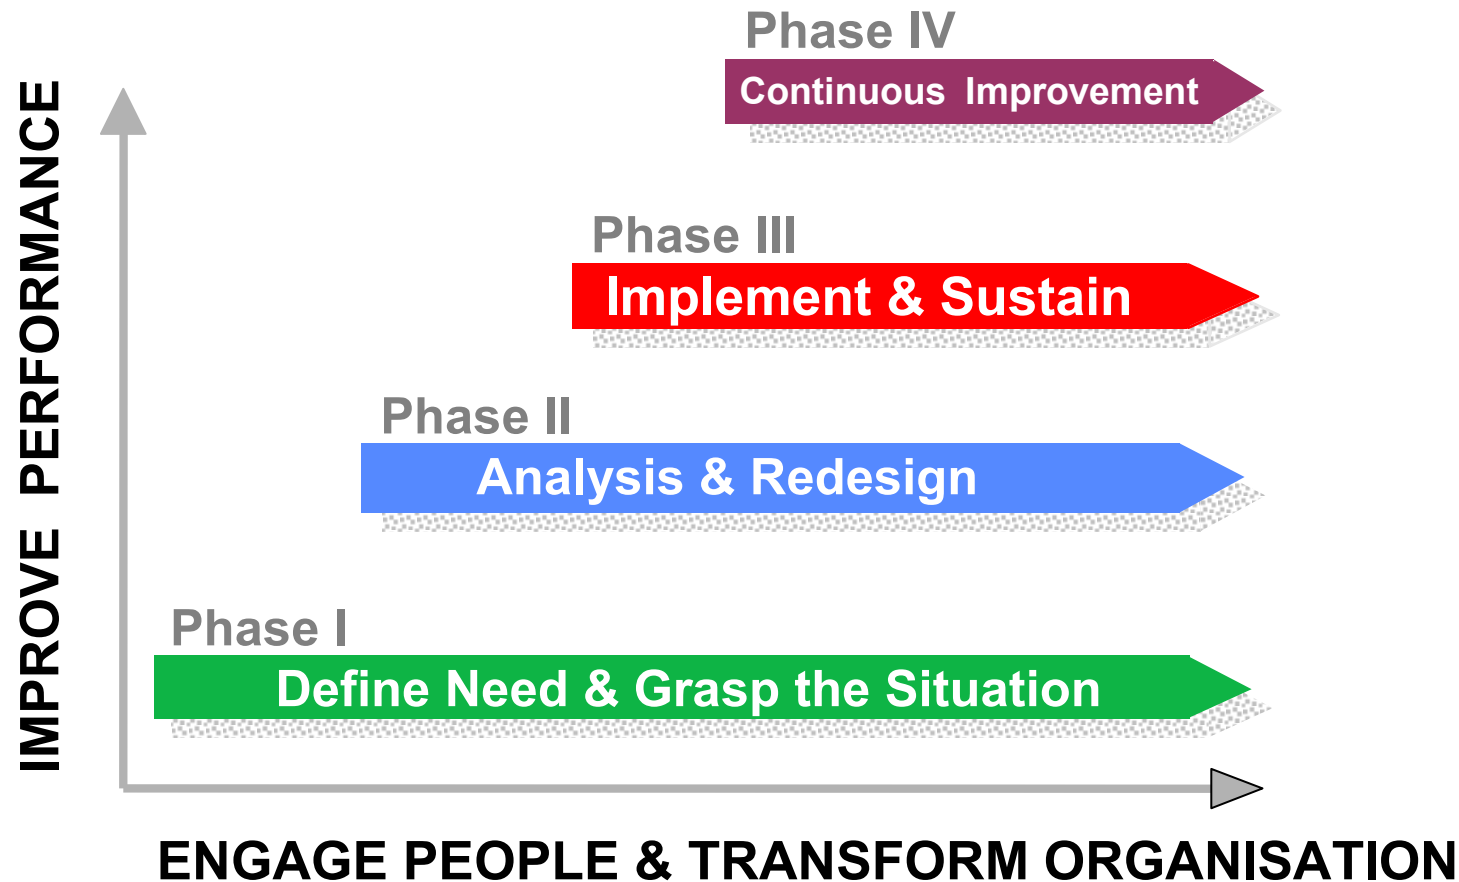 Phase IV
Continuous Improvement
Phase III
Implement & Sustain
Phase II
Analysis & Redesign
Phase I
Define Need & Grasp the Situation
IMPROVE PERFORMANCE
ENGAGE PEOPLE & TRANSFORM ORGANISATION